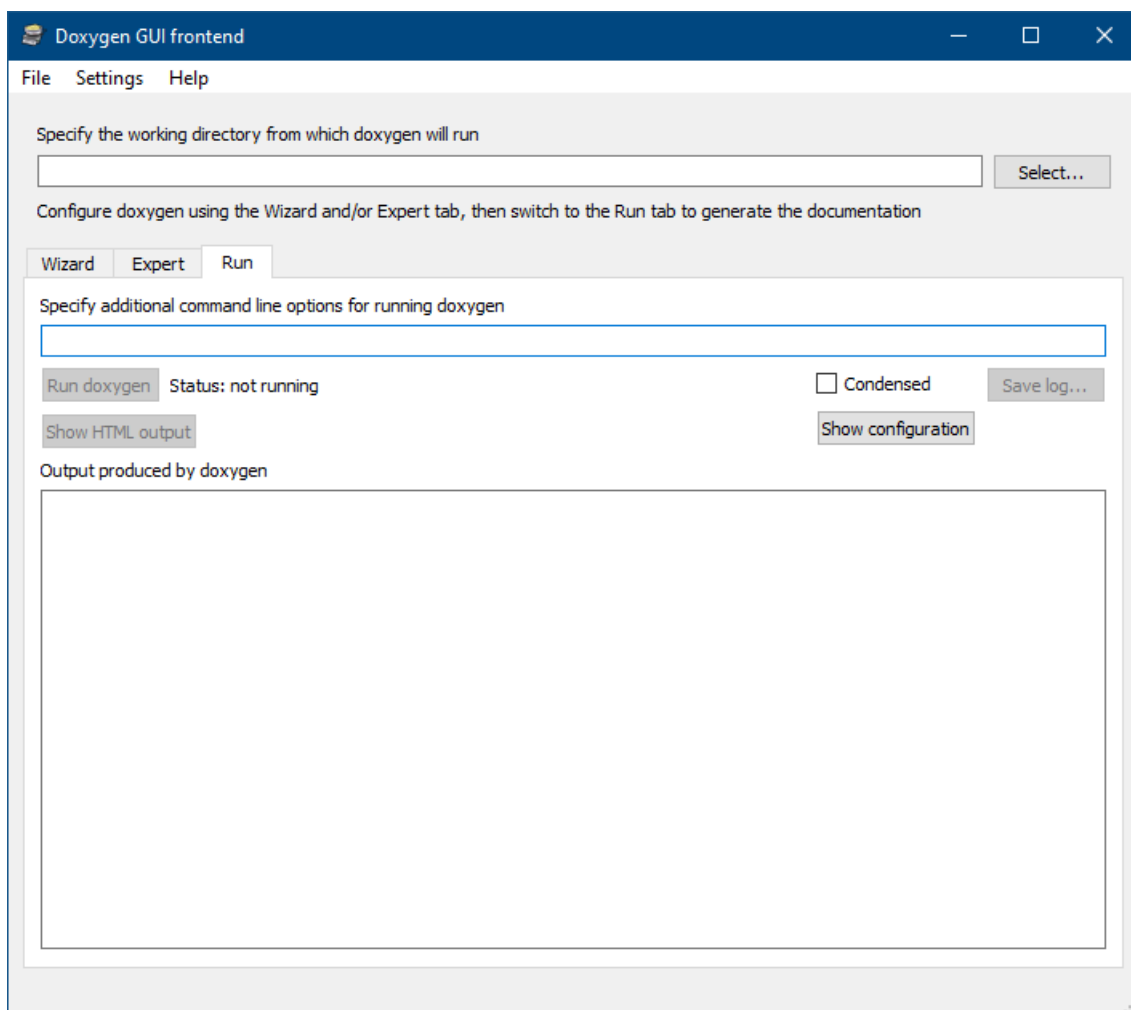 Doxygen GUI frontend
File Settings Help
Specify the working directory from which doxygen will run
Select...
Configure doxygen using the Wizard and/or Expert tab, then switch to the Run tab to generate the documentation
Wizard Expert Run
Specify additional command line options for running doxygen
Run doxygen Status: not running Condensed Save log...
Show HTML output Show configuration
Output produced by doxygen